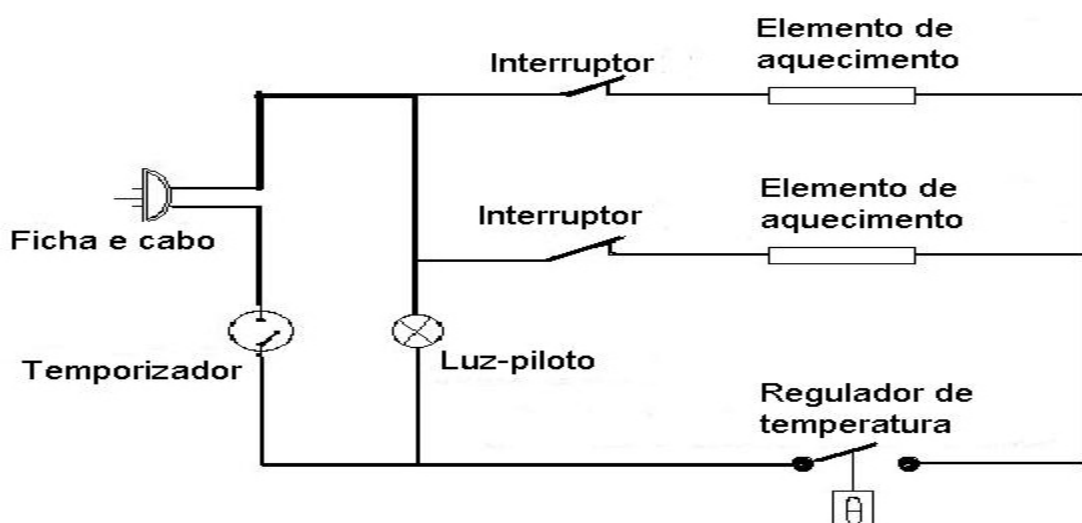 Elemento de
aquecimento
Interruptor
Elemento de
aquecimento
Interruptor
Ficha e cabo
Temporizador
Luz-piloto
Regulador de
temperatura